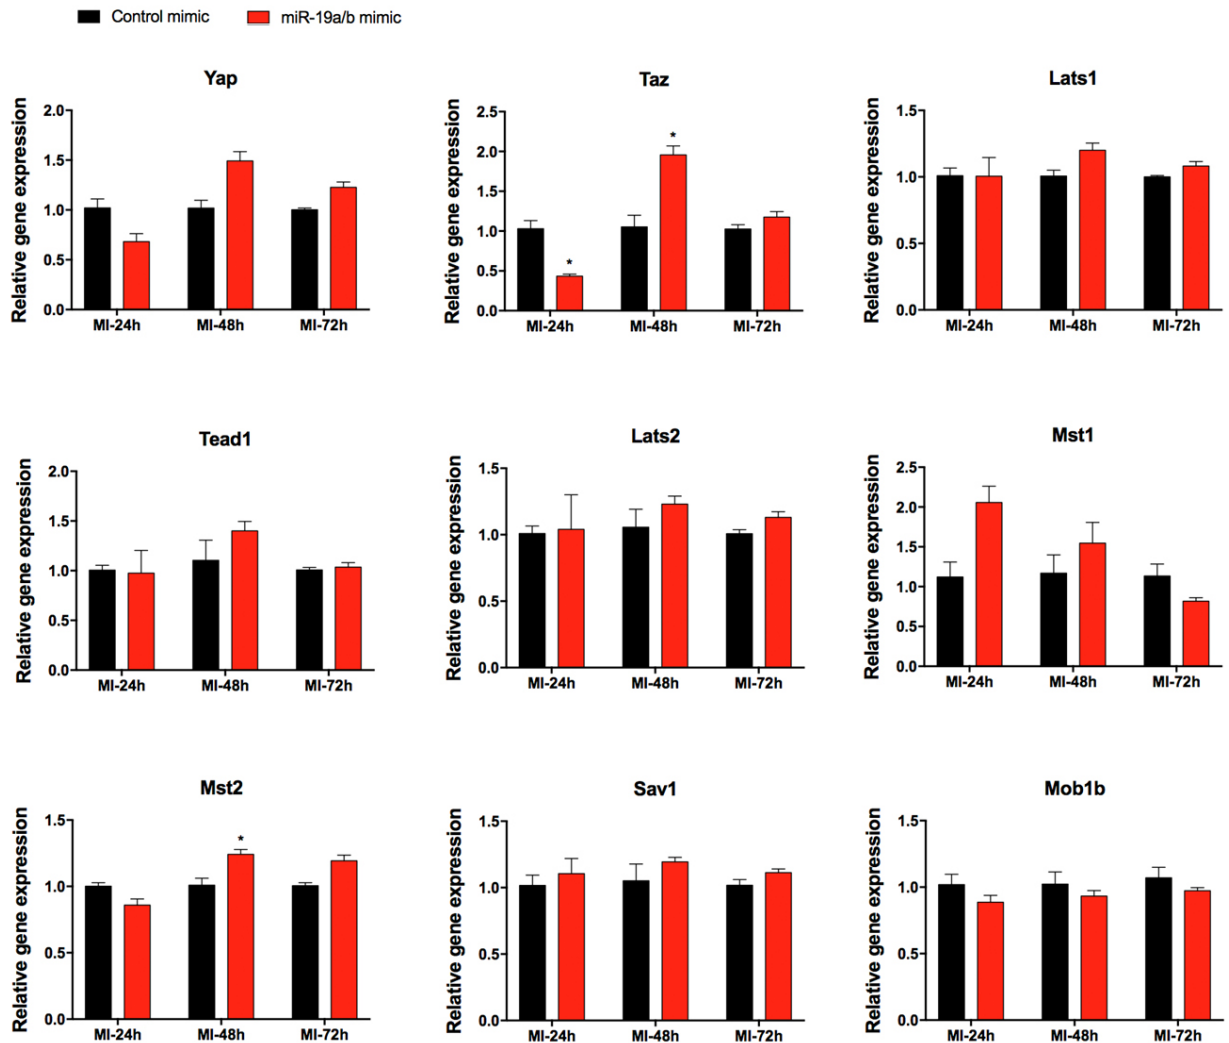 Control mimic miR-19a/b mimic
Yap
Relative gene expression
2.0
1.5
1.0
0.5
0.0
MI-24h MI-48h MI-72h
Taz
Relative gene expression
2.5
2.0
1.5
1.0
0.5
0.0
*
*
MI-24h MI-48h MI-72h
Lats1
Relative gene expression
1.5
1.0
0.5
0.0
MI-24h MI-48h MI-72h
Tead1
Relative gene expression
2.0
1.5
1.0
0.5
0.0
MI-24h MI-48h MI-72h
Lats2
Relative gene expression
1.5
1.0
0.5
0.0
MI-24h MI-48h MI-72h
Mst1
Relative gene expression
2.5
2.0
1.5
1.0
0.5
0.0
MI-24h MI-48h MI-72h
Mst2
Relative gene expression
1.5
1.0
0.5
0.0
*
MI-24h MI-48h MI-72h
Sav1
Relative gene expression
1.5
1.0
0.5
0.0
MI-24h MI-48h MI-72h
Mob1b
Relative gene expression
1.5
1.0
0.5
0.0
MI-24h MI-48h MI-72h